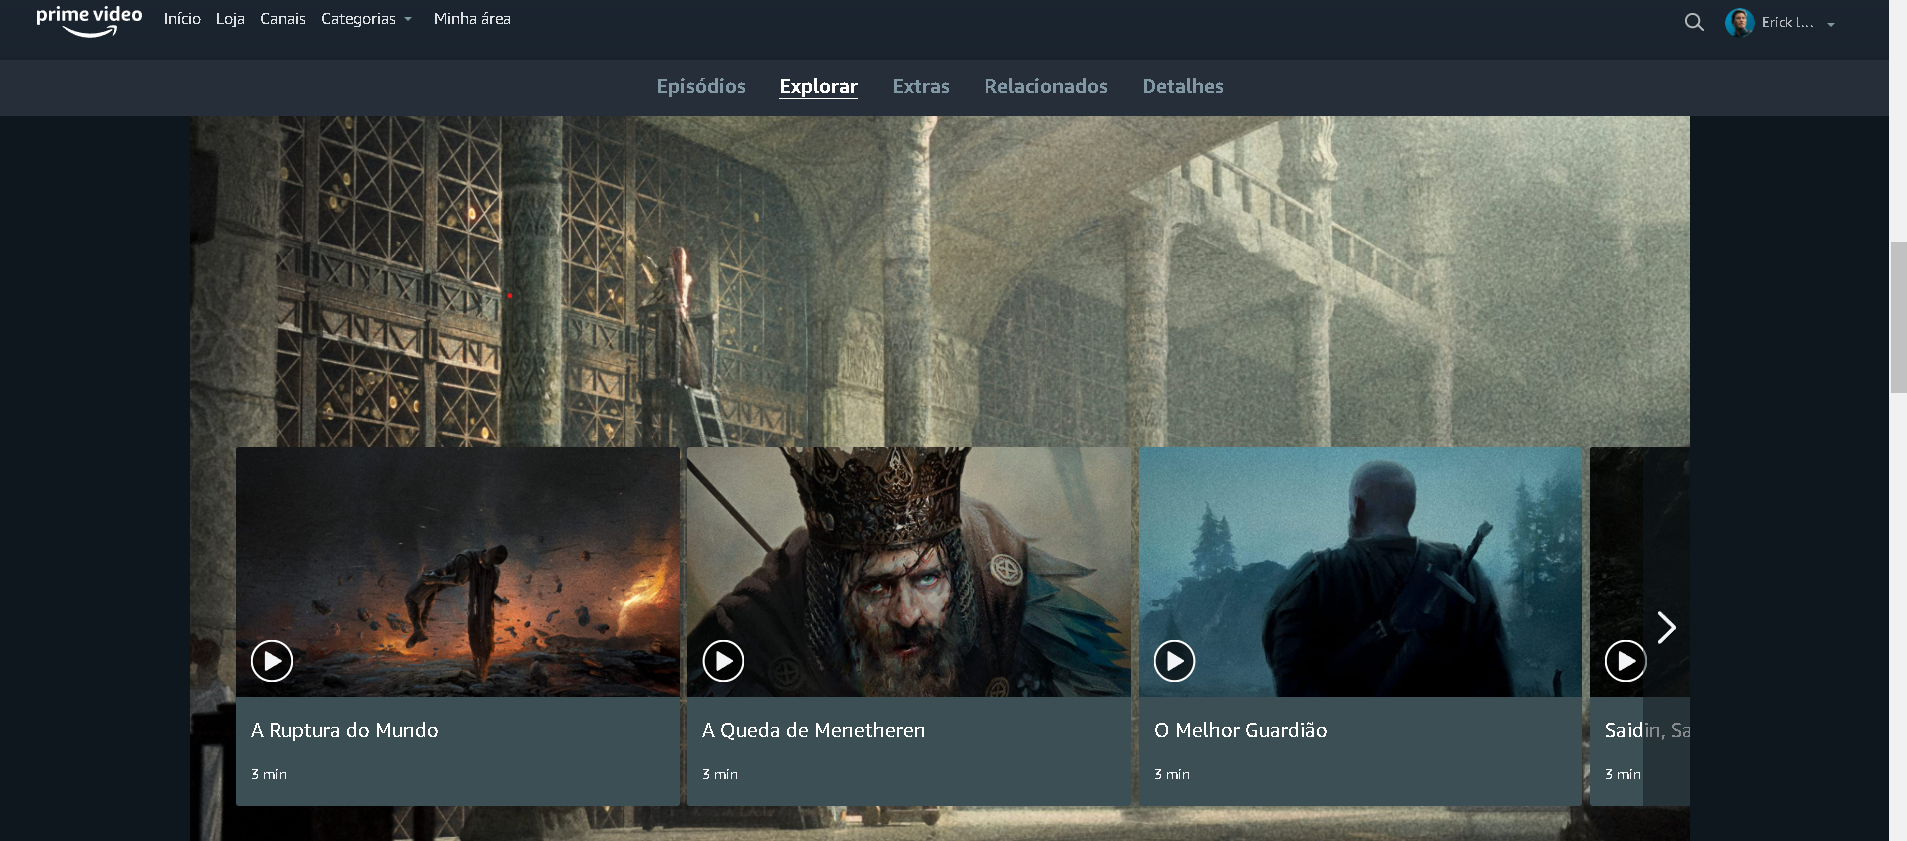 prime video
Início Loja Canais Categorias Minha área
Erick L...
Episódios Explorar Extras Relacionados Detalhes
A Ruptura do Mundo
3 min
A Queda de Menetheren
3 min
O Melhor Guardião
3 min
Saidin, Sa
3 min